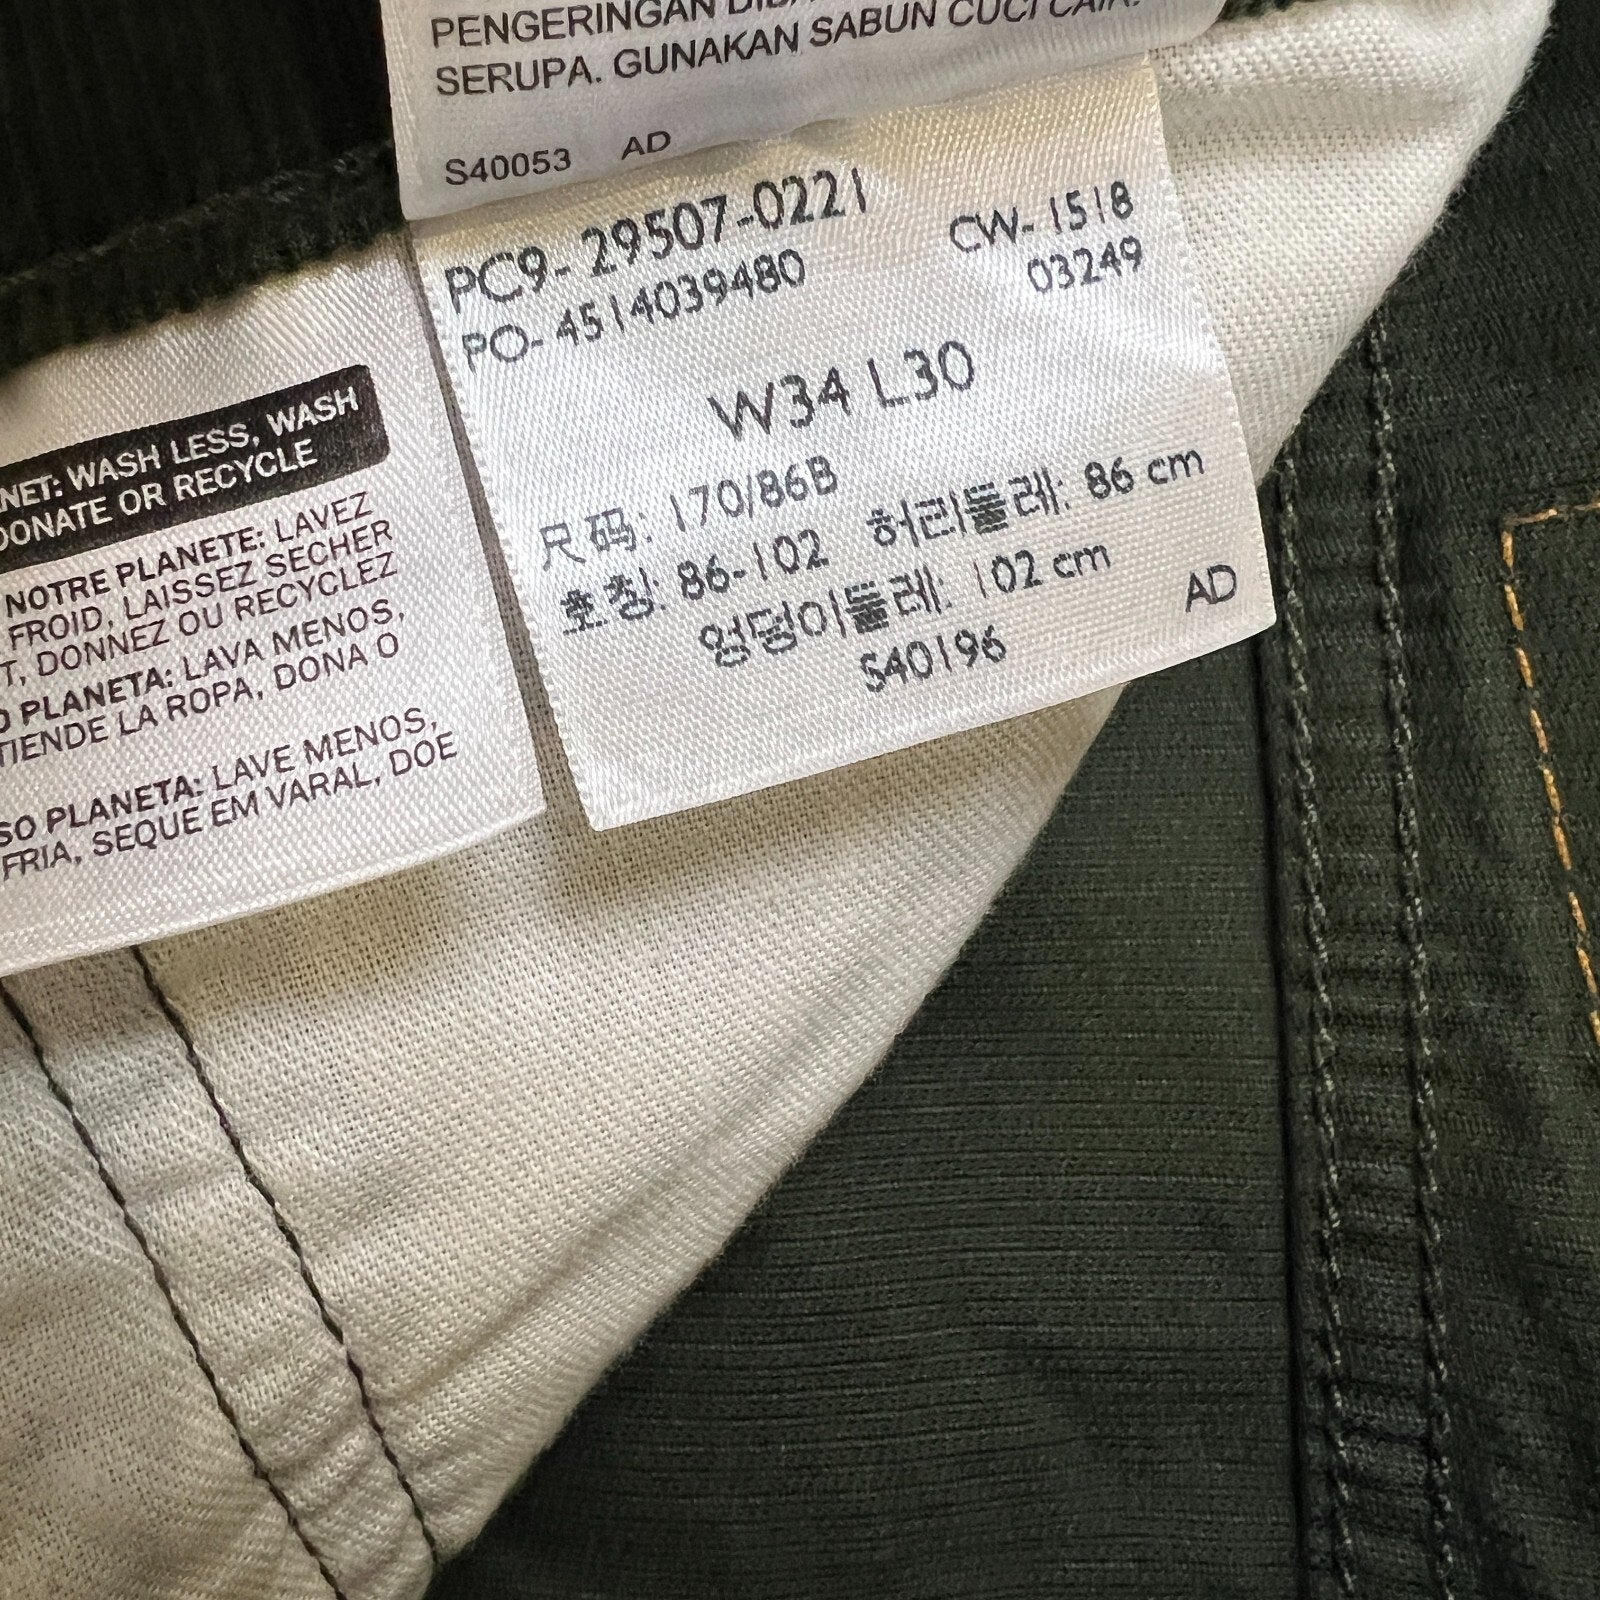 PENGERINGAN
SERUPA. GUNAKAN SABUN CUCI CAIR.
S40053 AD
PC9-29507-0221
CW-1518
PO-4514039480
03249
W34 L30
尺码: 170/86B
호칭: 86-102 허리둘레: 86 cm
엉덩이둘레: 102 cm
S40196
AD
NET: WASH LESS, WASH
DONATE OR RECYCLE
NOTRE PLANETE: LAVEZ
FROID, LAISSEZ SECHER
T, DONNEZ OU RECYCLEZ
O PLANETA: LAVA MENOS,
TIENDE LA ROPA, DONA O
SO PLANETA: LAVE MENOS,
FRIA, SEQUE EM VARAL, DOE